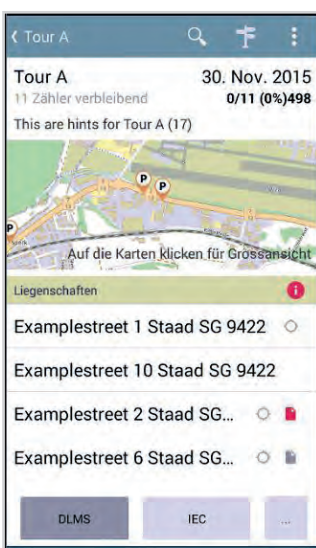 Tour A
Tour A 30. Nov. 2015
11 Zähler verbleibend 0/11 (0%)498
This are hints for Tour A (17)
P P
P
Auf die Karten klicken für Grossansicht
Liegenschaften
Examplestreet 1 Staad SG 9422
Examplestreet 10 Staad SG 9422
Examplestreet 2 Staad SG...
Examplestreet 6 Staad SG...
DLMS IEC ...